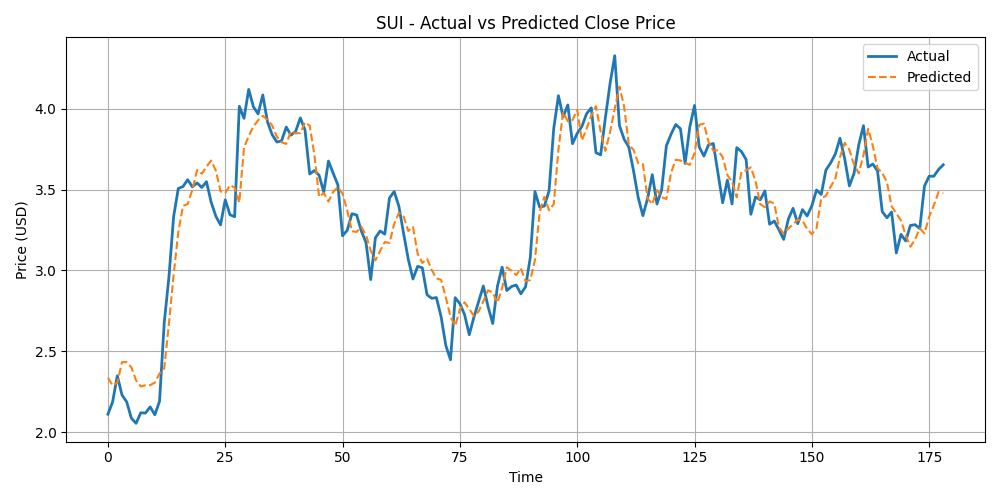 SUI - Actual vs Predicted Close Price
Actual
Predicted
Price (USD)
4.0
3.5
3.0
2.5
2.0
0 25 50 75 100 125 150 175
Time